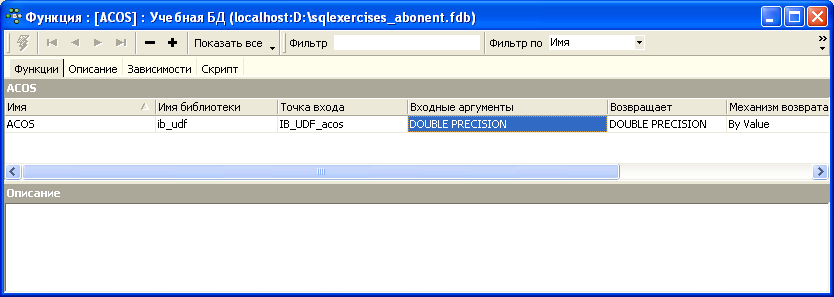 Функция : [ACOS] : Учебная БД (localhost:D:\sqlexercises_abonent.fdb)
Показать все Фильтр Фильтр по Имя
Функции Описание Зависимости Скрипт
ACOS
Имя Имя библиотеки Точка входа Входные аргументы Возвращает Механизм возврата
ACOS ib_udf IB_UDF_acos DOUBLE PRECISION DOUBLE PRECISION By Value
Описание